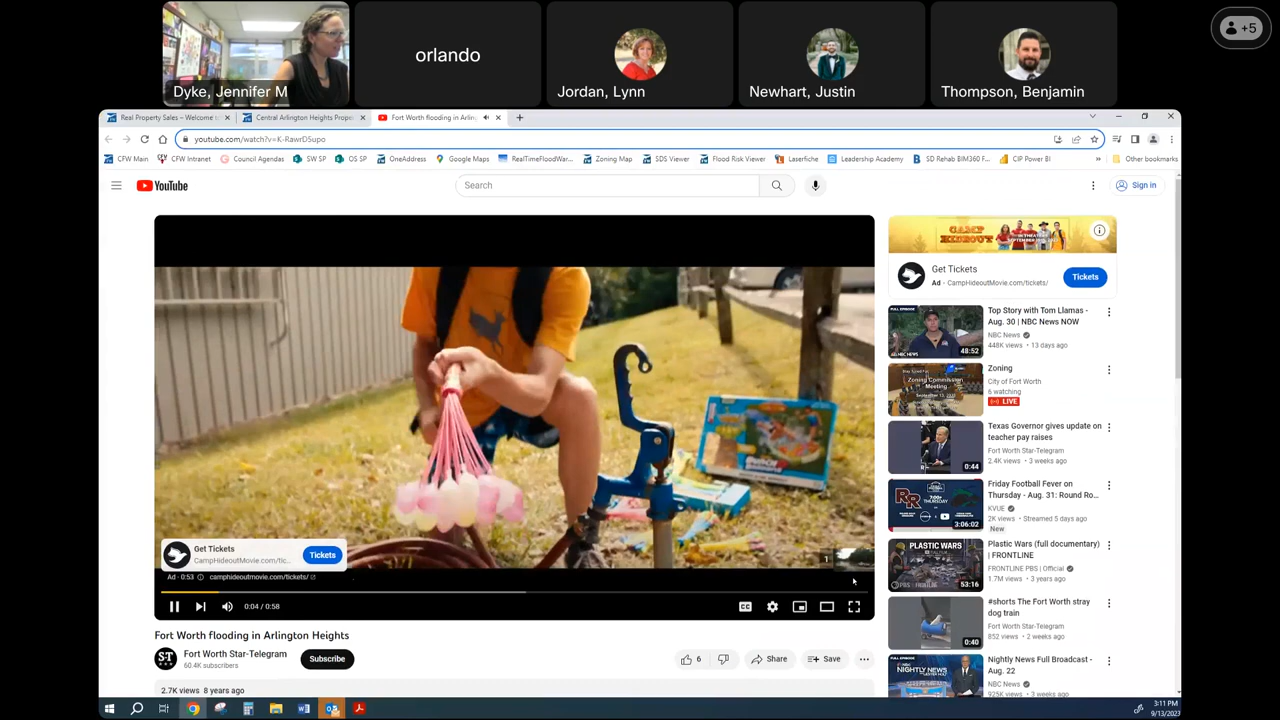 +5
orlando
Dyke, Jennifer M
Jordan, Lynn
Newhart, Justin
Thompson, Benjamin
Real Property Sales – Welcome
Central Arlington Heights Prope
Fort Worth flooding in Arlin
youtube.com/watch?v=K-RawrD5upo
CFW Main
CFW Intranet
Council Agendas
SW SP
OS SP
OneAddress
Google Maps
RealTimeFloodWar...
Zoning Map
SDS Viewer
Flood Risk Viewer
Laserfiche
Leadership Academy
SD Rehab BIM360 F...
CIP Power BI
»
Other bookmarks
YouTube
Search
Sign in
CAMP
HIDEOUT
Get Tickets
Ad · CampHideoutMovie.com/tickets/
Tickets
Top Story with Tom Llamas -
Aug. 30 | NBC News NOW
NBC News
448K views · 13 days ago
48:52
Zoning Commission
Meeting
Zoning
City of Fort Worth
6 watching
LIVE
Texas Governor gives update on
teacher pay raises
Fort Worth Star-Telegram
2.4K views · 3 weeks ago
0:44
Friday Football Fever on
Thursday - Aug. 31: Round Ro...
KVUE
2K views · Streamed 5 days ago
New
3:06:02
PLASTIC WARS
Plastic Wars (full documentary)
| FRONTLINE
FRONTLINE PBS | Official
1.7M views · 3 years ago
53:16
#shorts The Fort Worth stray
dog train
Fort Worth Star-Telegram
852 views · 2 weeks ago
0:40
NIGHTLY NEWS
Nightly News Full Broadcast -
Aug. 22
NBC News
925K views · 3 weeks ago
Get Tickets
CampHideoutMovie.com/tic...
Tickets
1
Ad · 0:53
camphideoutmovie.com/tickets/
0:04 / 0:58
Fort Worth flooding in Arlington Heights
ST
Fort Worth Star-Telegram
60.4K subscribers
Subscribe
6
Share
Save
2.7K views 8 years ago
3:11 PM